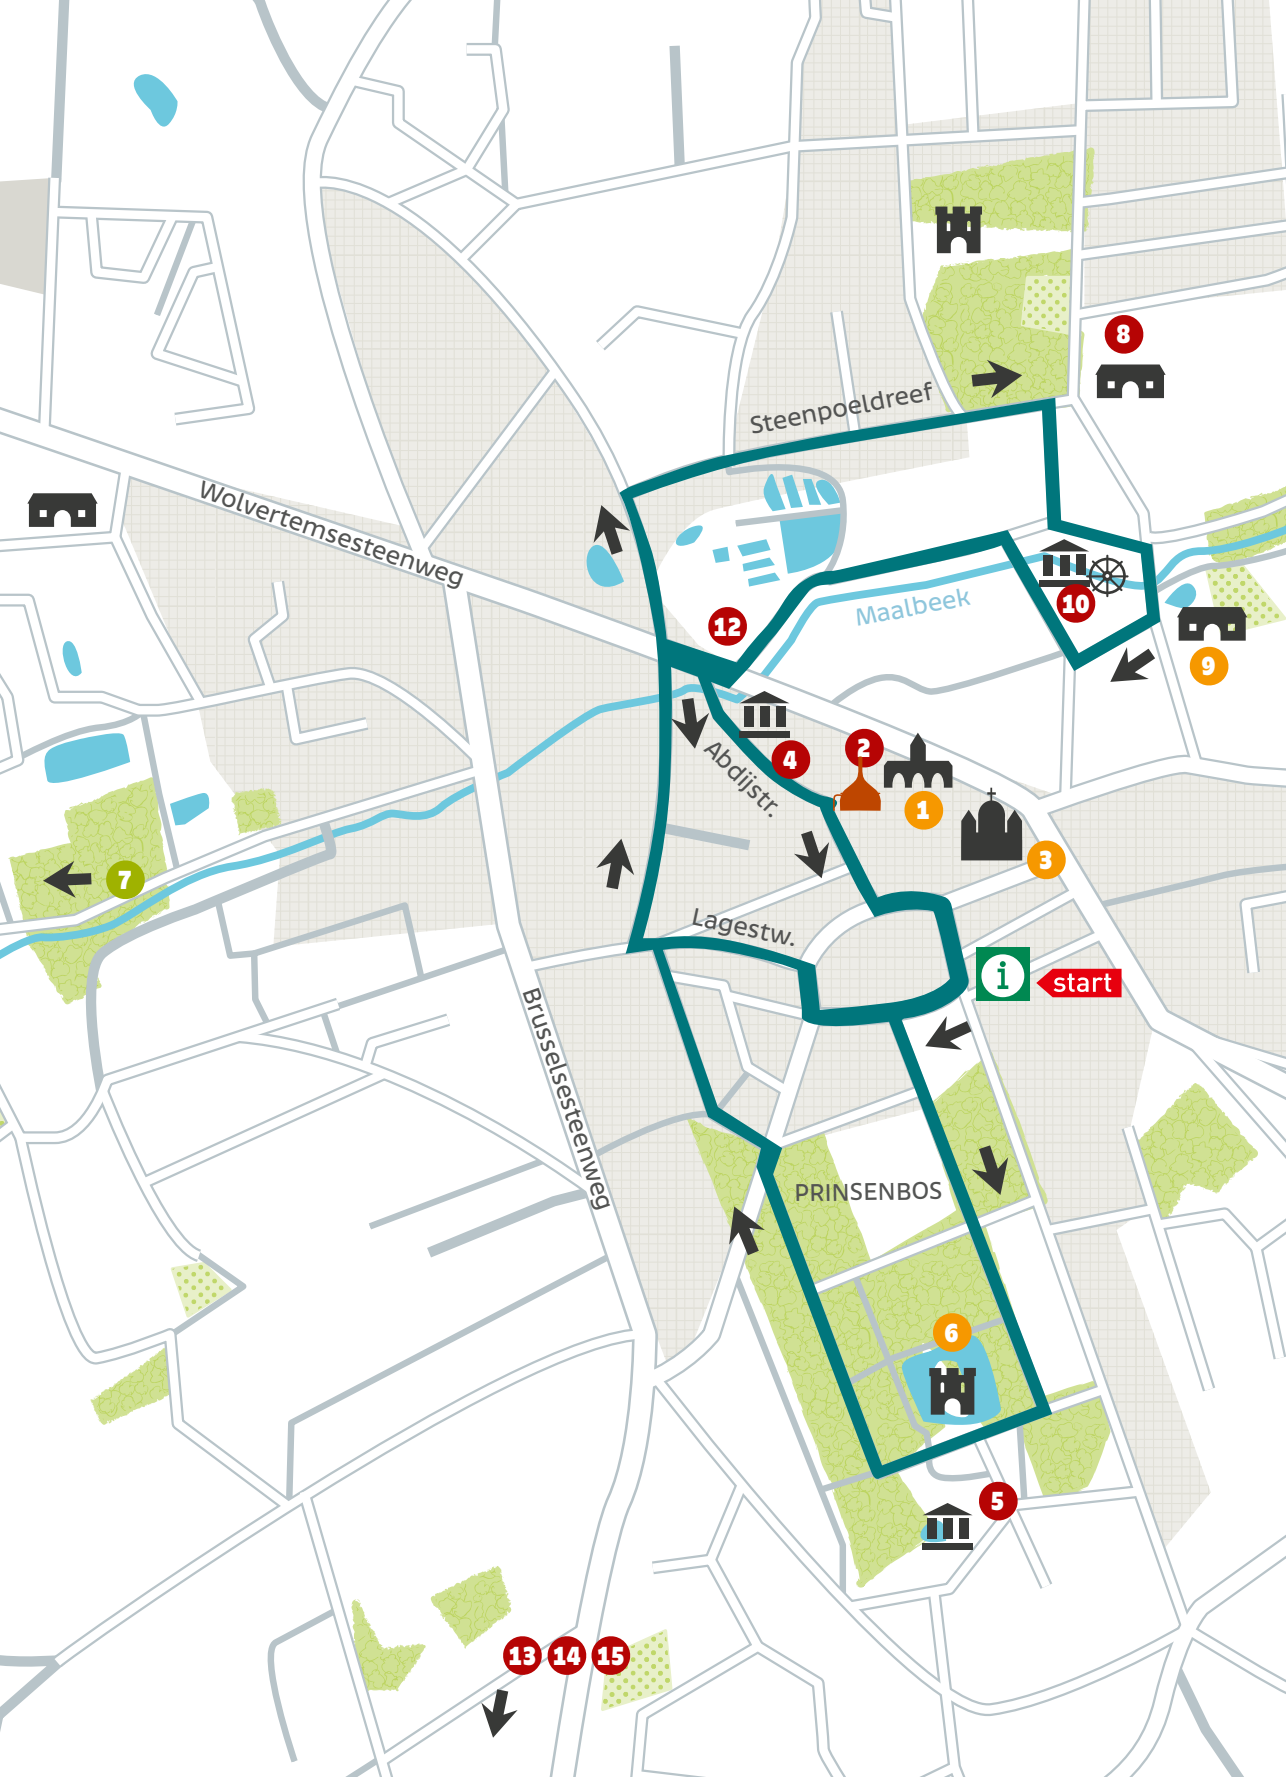 8
Steenpoeldreef
Wolvertemsesteenweg
10
Maalbeek
12
9
2
4
Abdijstr.
1
3
7
Lagestw.
i
start
Brusselsesteenweg
PRINSENBOS
6
5
13 14 15